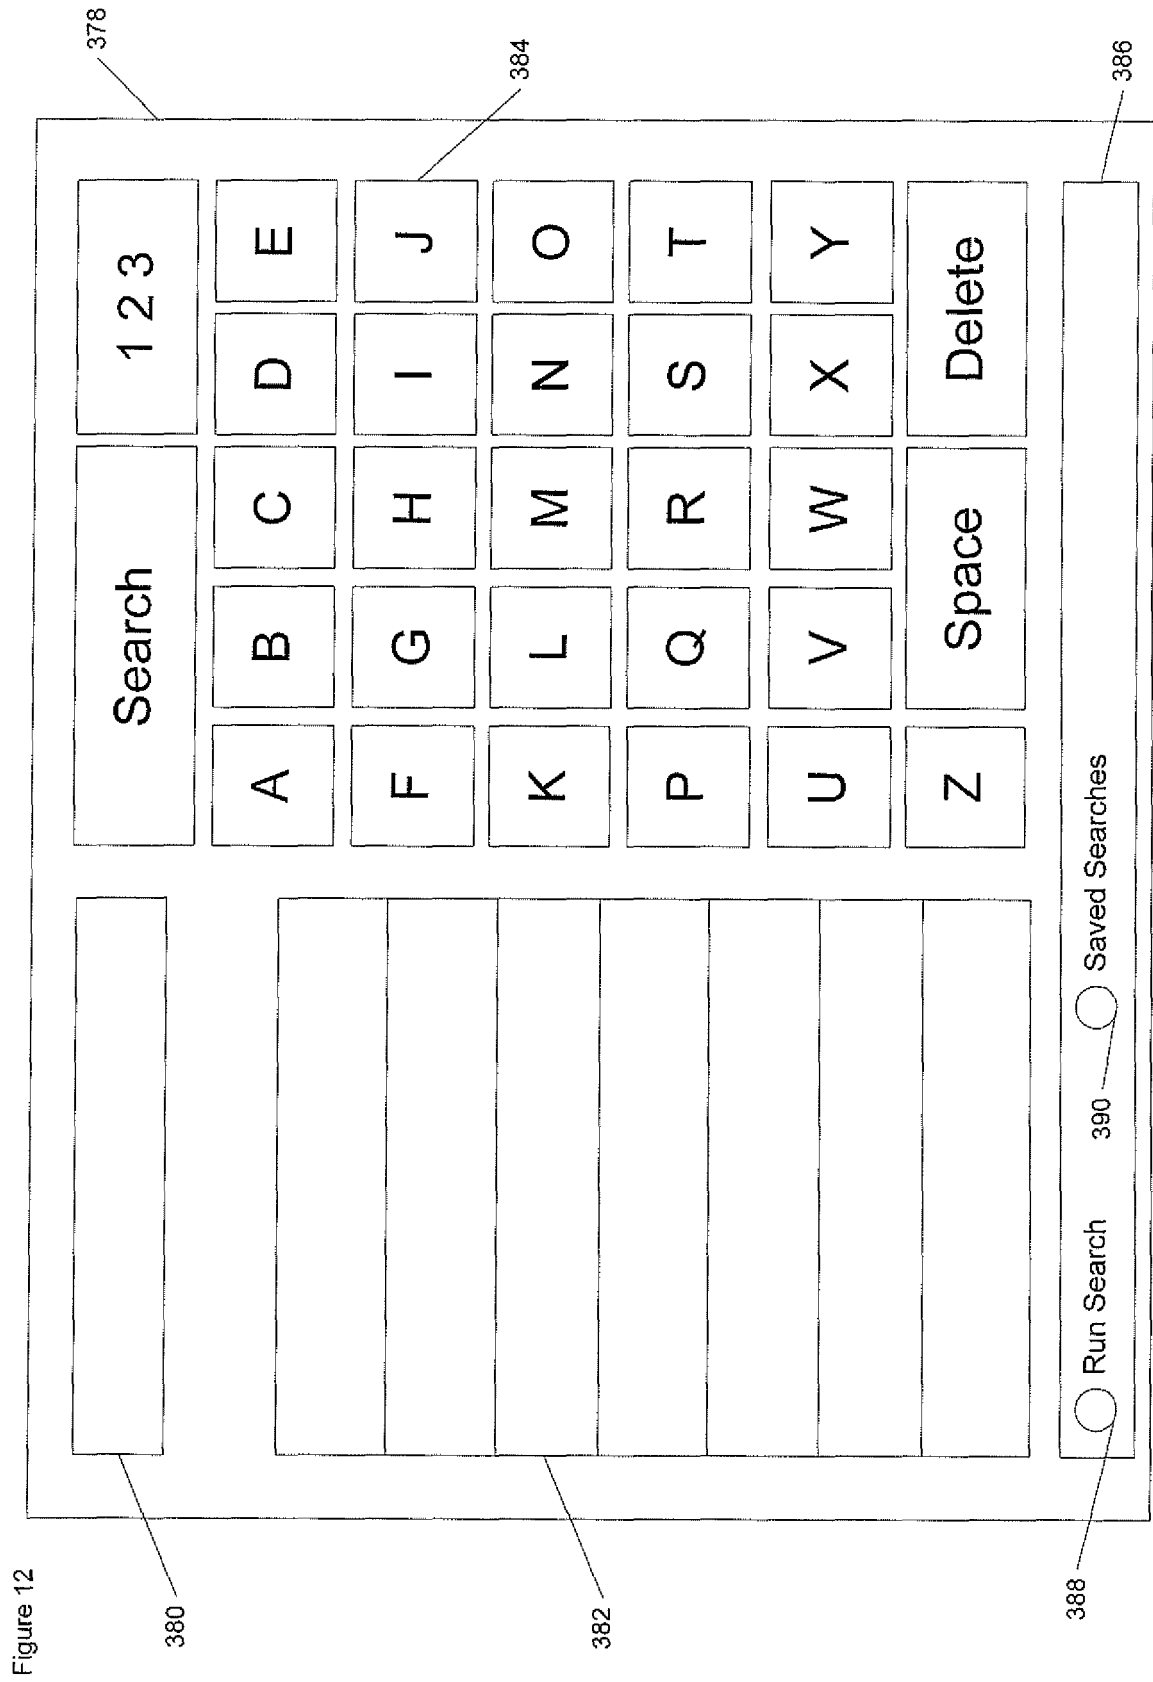 Figure 12
378
380
Search
1 2 3
A B C D E
F G H I J
384
K L M N O
382
P Q R S T
U V W X Y
Z Space Delete
388
Run Search
390
Saved Searches
386